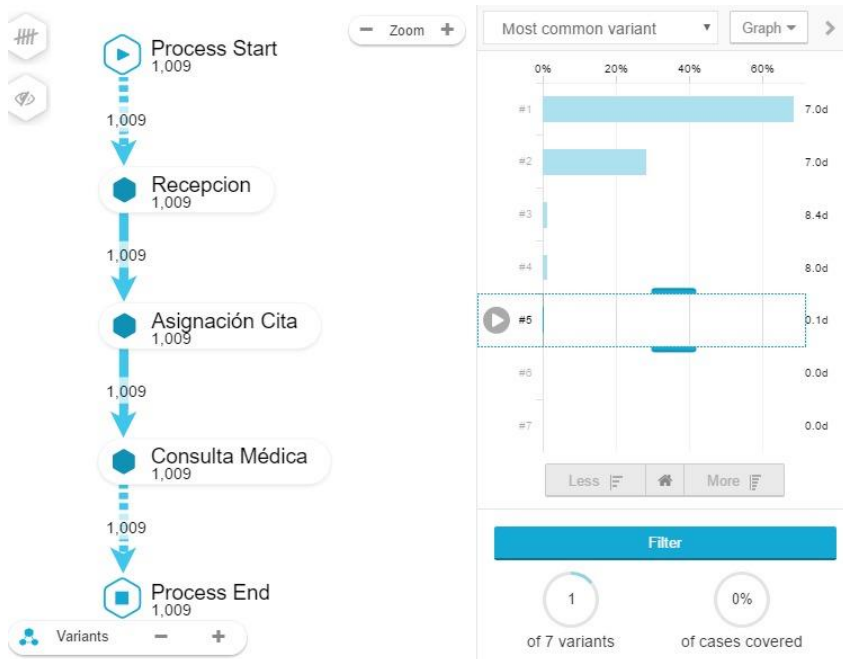 Process Start
1,009
1,009
Recepcion
1,009
1,009
Asignación Cita
1,009
1,009
Consulta Médica
1,009
1,009
Process End
1,009
Variants − +
− Zoom +
Most common variant ▼ Graph
0% 20% 40% 60%
#1 7.0d
#2 7.0d
#3 8.4d
#4 8.0d
#5 0.1d
#6 0.0d
#7 0.0d
Less More
Filter
1
of 7 variants
0%
of cases covered